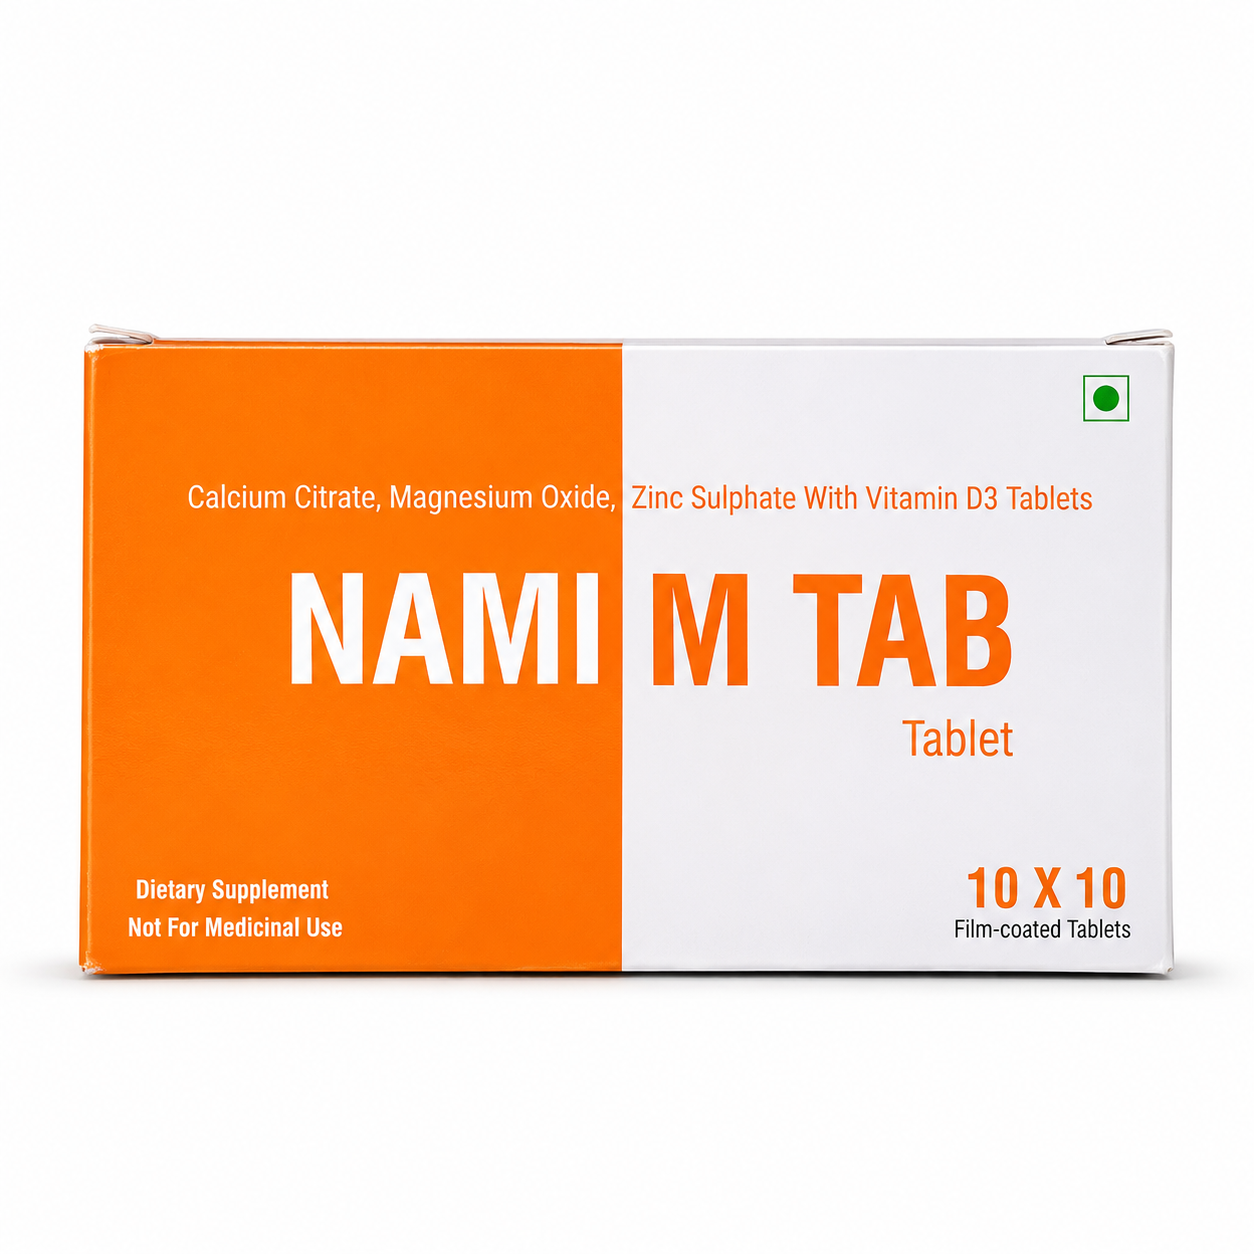 Calcium Citrate, Magnesium Oxide, Zinc Sulphate With Vitamin D3 Tablets
NAMI M TAB
Tablet
Dietary Supplement
Not For Medicinal Use
10 X 10
Film-coated Tablets